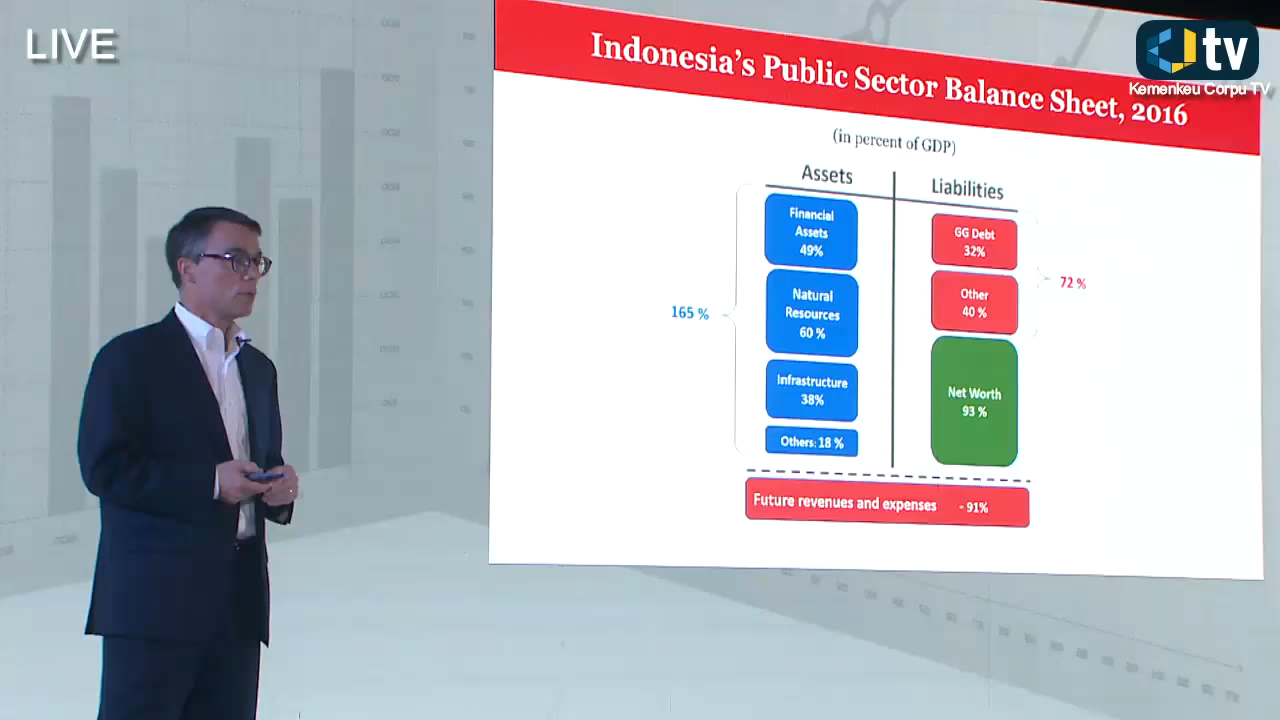 LIVE
tv
Kemenkeu Corpu TV
Indonesia's Public Sector Balance Sheet, 2016
(in percent of GDP)
Assets
Liabilities
Financial
Assets
49%
Natural
Resources
60 %
Infrastructure
38%
Others: 18 %
165 %
GG Debt
32%
Other
40 %
Net Worth
93 %
72 %
Future revenues and expenses - 91%